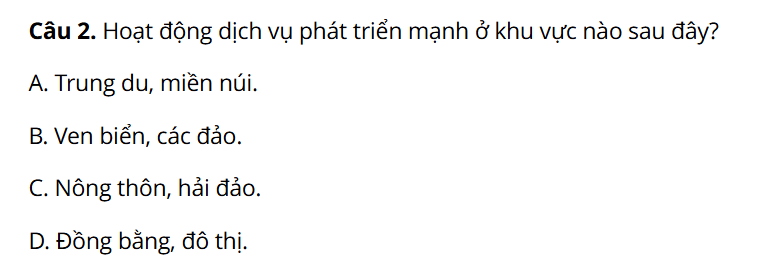 Câu 2. Hoạt động dịch vụ phát triển mạnh ở khu vực nào sau đây?
A. Trung du, miền núi.
B. Ven biển, các đảo.
C. Nông thôn, hải đảo.
D. Đồng bằng, đô thị.